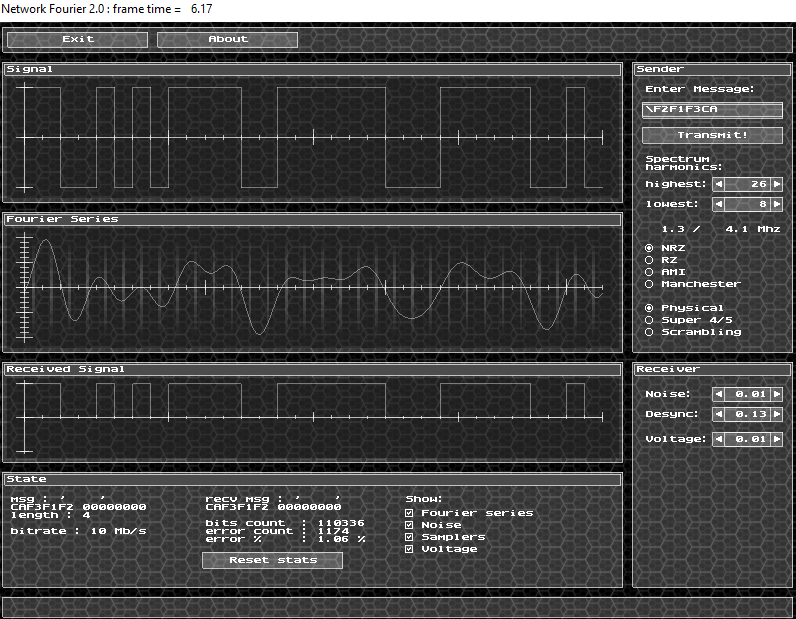 Network Fourier 2.0 : frame time =   6.17
Exit
About
Signal
Sender
Enter Message:
\F2F1F3CA
Transmit!
Spectrum
harmonics:
highest: 26
lowest: 8
1.3 /   4.1 Mhz
NRZ
RZ
AMI
Manchester
Physical
Super 4/5
Scrambling
Fourier Series
Received Signal
Receiver
Noise: 0.01
Desync: 0.13
Voltage: 0.01
State
msg : '    '
CAF3F1F2 00000000
length : 4
bitrate : 10 Mb/s
recv msg : '    '
CAF3F1F2 00000000
bits count  : 110336
error count : 1174
error %     : 1.06 %
Reset stats
Show:
Fourier series
Noise
Samplers
Voltage